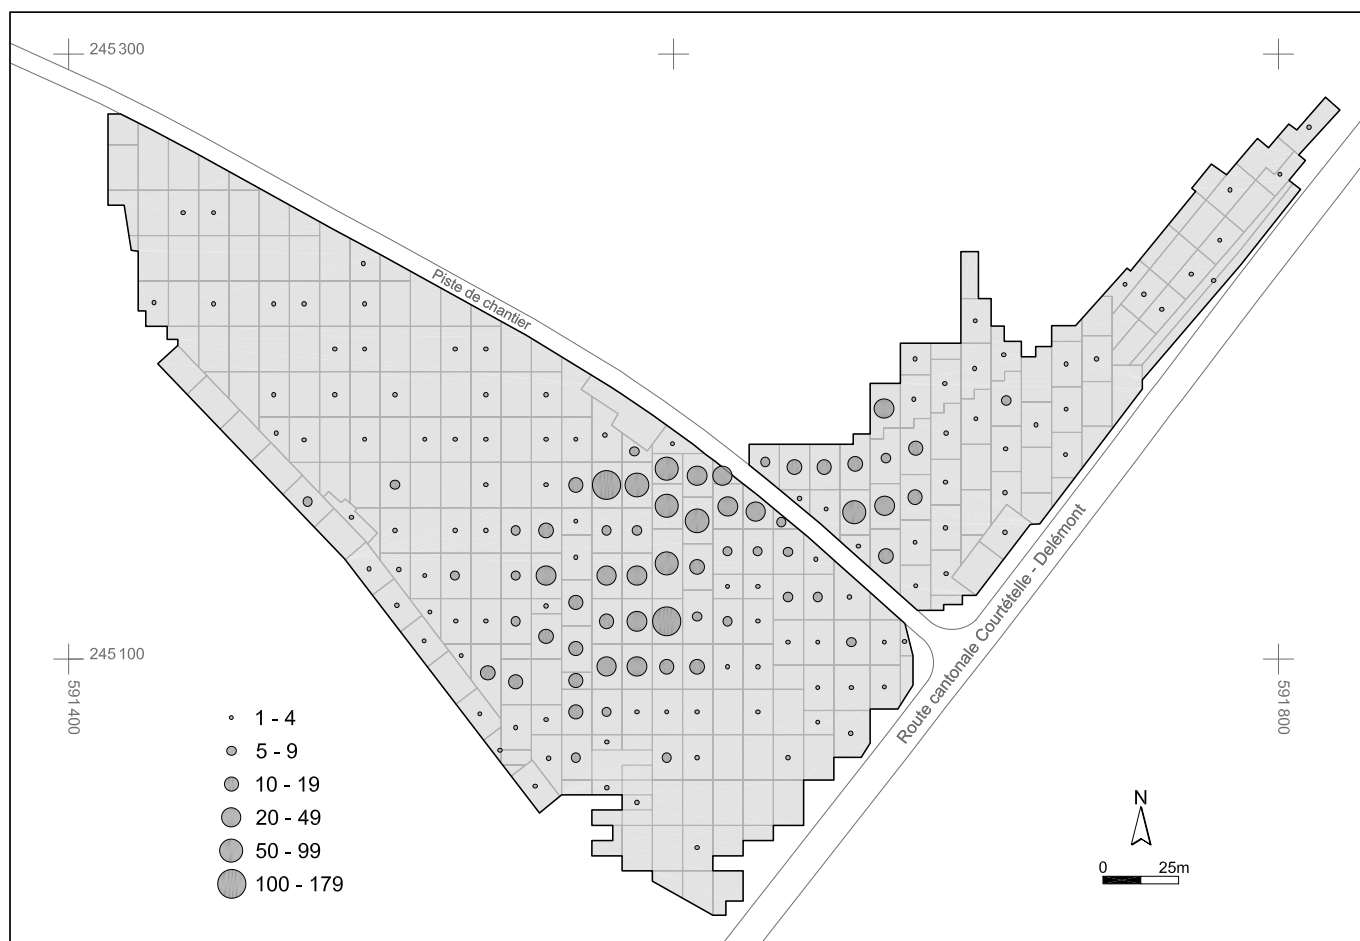 245 300
Piste de chantier
Route cantonale Courtételle - Delémont
245 100
591 400
591 800
1 - 4
5 - 9
10 - 19
20 - 49
50 - 99
100 - 179
N
0 25m